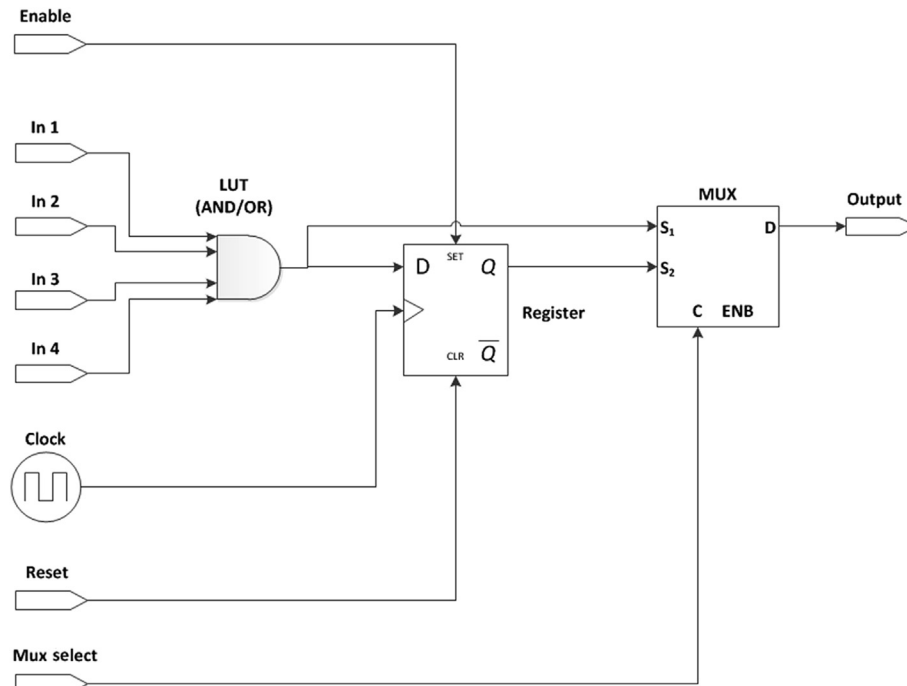 Enable
In 1
In 2
In 3
In 4
LUT
(AND/OR)
Clock
Reset
Mux select
D
SET
Q
CLR
Q̅
Register
MUX
S₁
S₂
D
C
ENB
Output